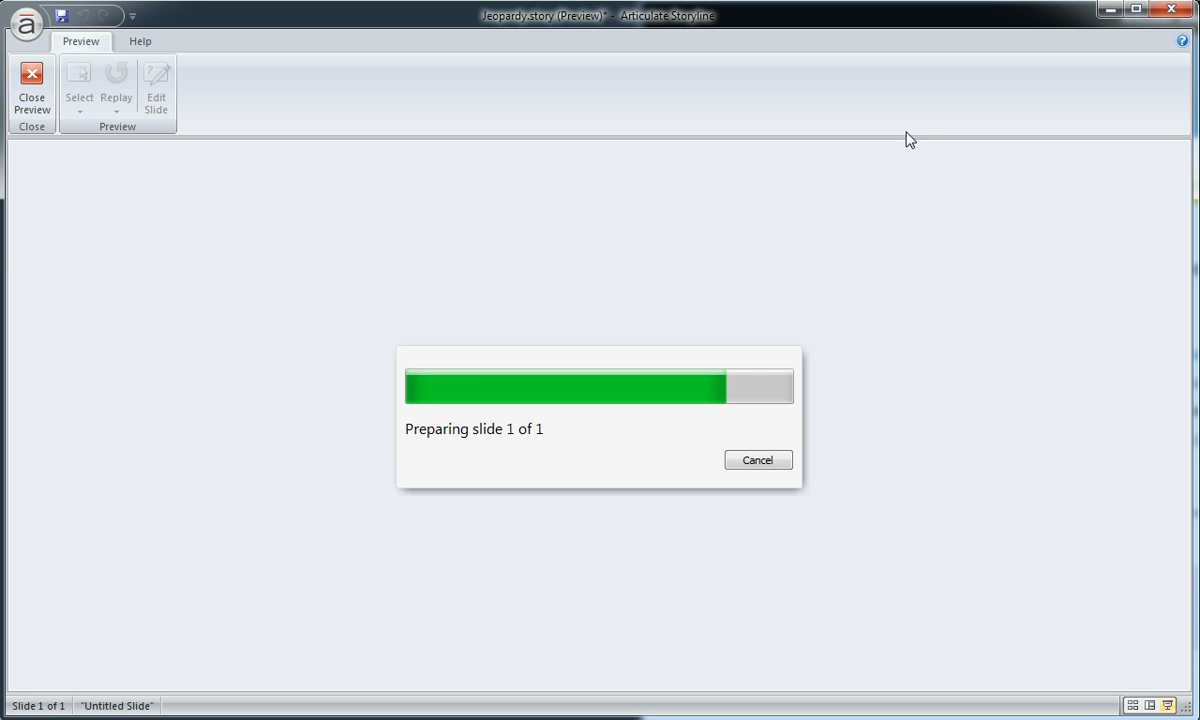 Jeopardy.story (Preview)* - Articulate Storyline
a
Preview Help
Close Preview
Select
Replay
Edit Slide
Close
Preview
Preparing slide 1 of 1
Cancel
Slide 1 of 1 "Untitled Slide"